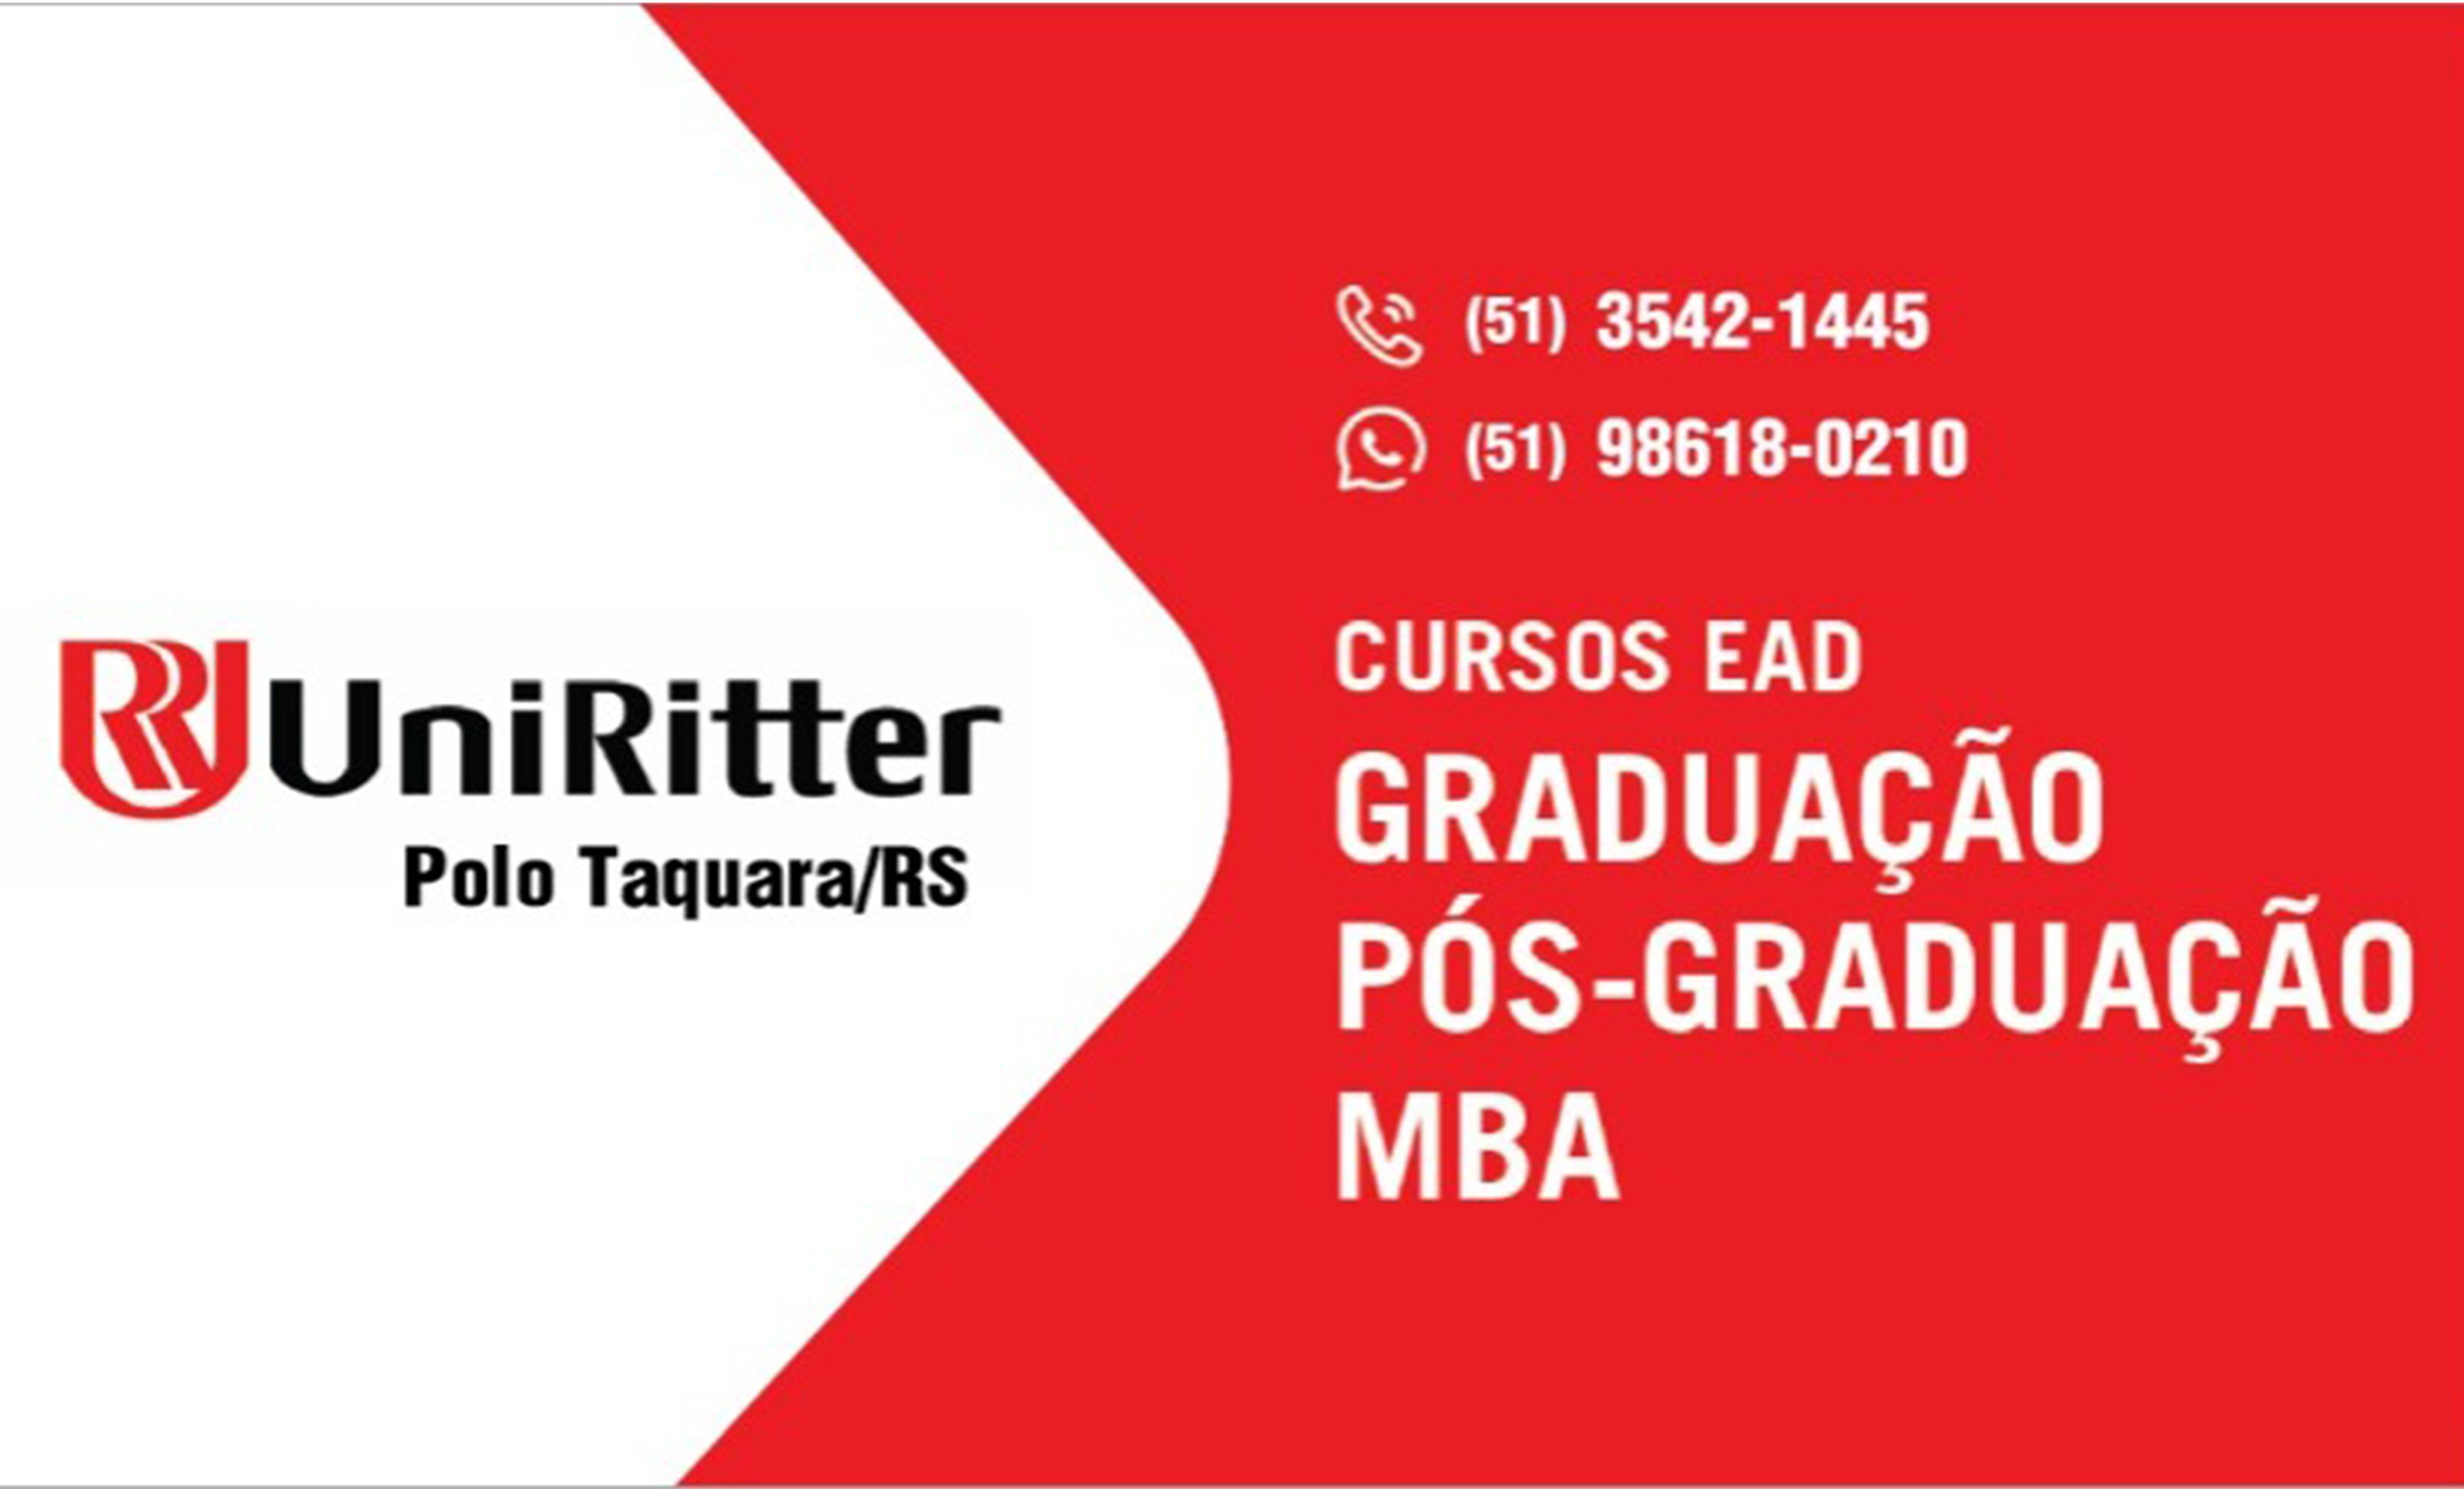 UniRitter
Polo Taquara/RS
(51) 3542-1445
(51) 98618-0210
CURSOS EAD
GRADUAÇÃO
PÓS-GRADUAÇÃO
MBA